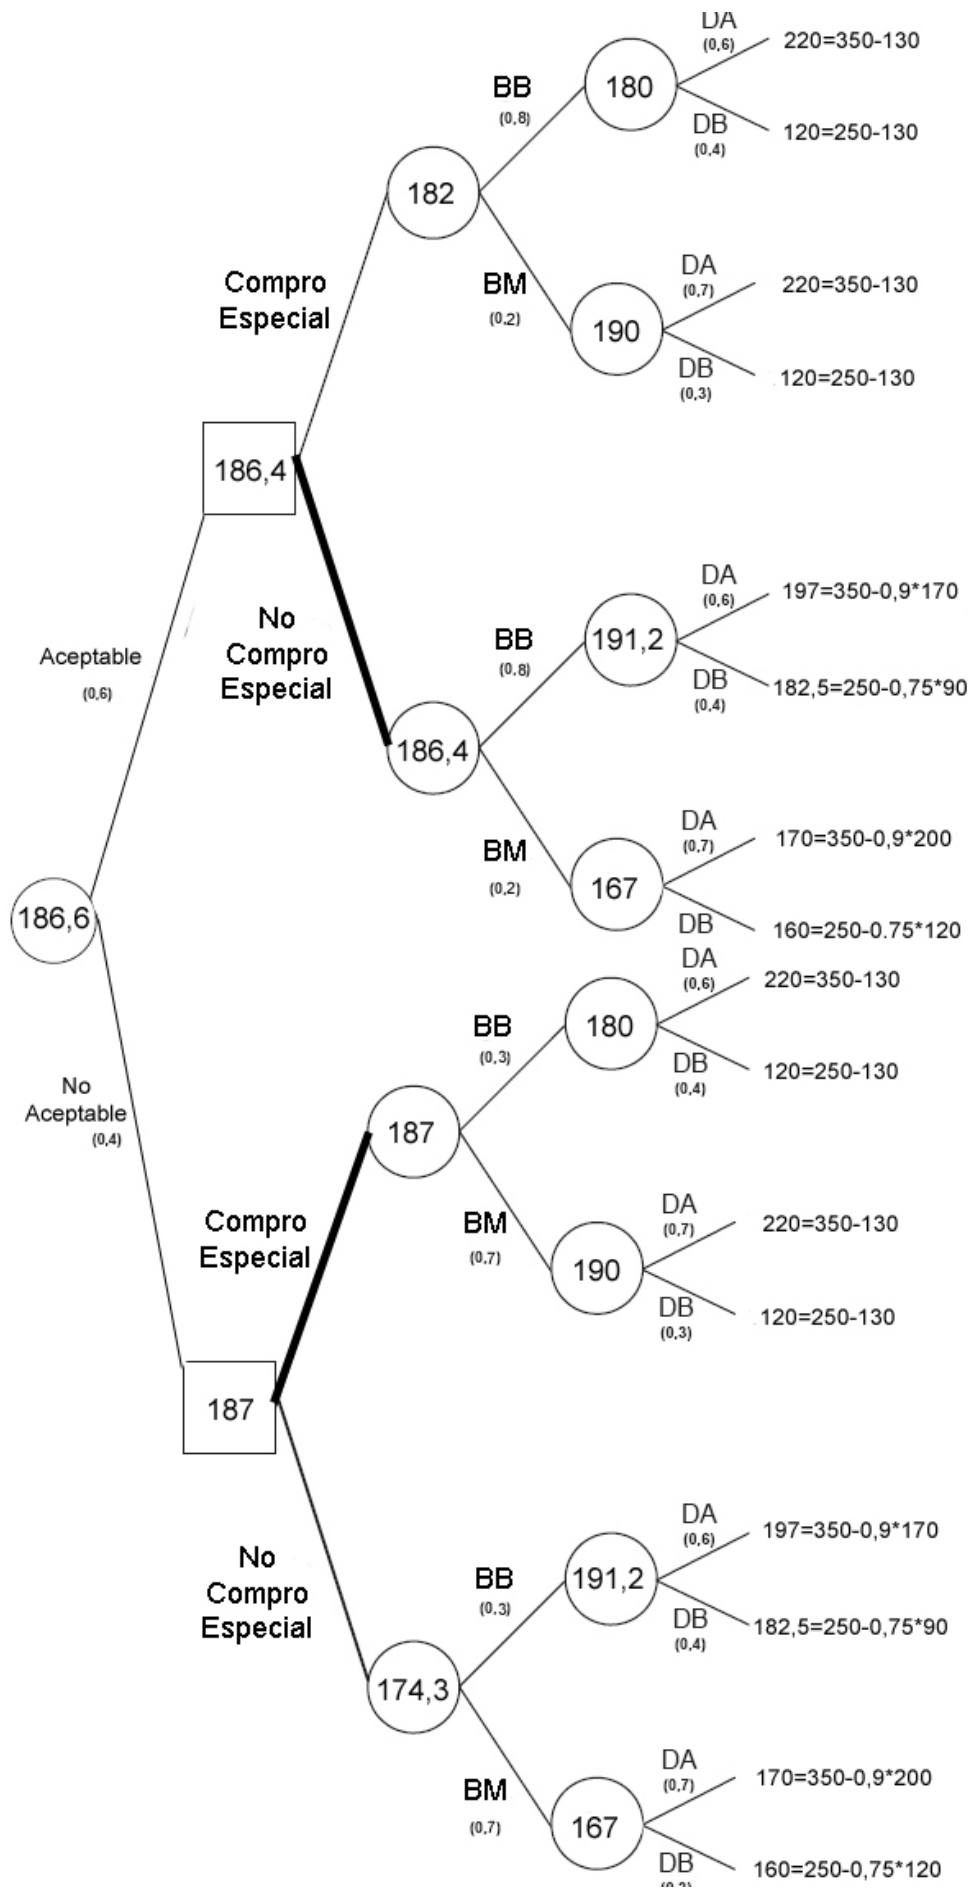 DA
(0,6)
220=350-130
BB
(0,8)
180
DB
(0,4)
120=250-130
182
Compro
Especial
BM
(0,2)
DA
(0,7)
220=350-130
190
DB
(0,3)
120=250-130
186,4
No
Compro
Especial
DA
(0,6)
197=350-0,9*170
BB
(0,8)
191,2
DB
(0,4)
182,5=250-0,75*90
Aceptable
(0,6)
186,4
BM
(0,2)
DA
(0,7)
170=350-0,9*200
167
DB
160=250-0.75*120
186,6
DA
(0,6)
220=350-130
BB
(0,3)
180
DB
(0,4)
120=250-130
No
Aceptable
(0,4)
187
Compro
Especial
BM
(0,7)
DA
(0,7)
220=350-130
190
DB
(0,3)
120=250-130
187
No
Compro
Especial
DA
(0,6)
197=350-0,9*170
BB
(0,3)
191,2
DB
(0,4)
182,5=250-0,75*90
174,3
BM
(0,7)
DA
(0,7)
170=350-0,9*200
167
DB
160=250-0,75*120